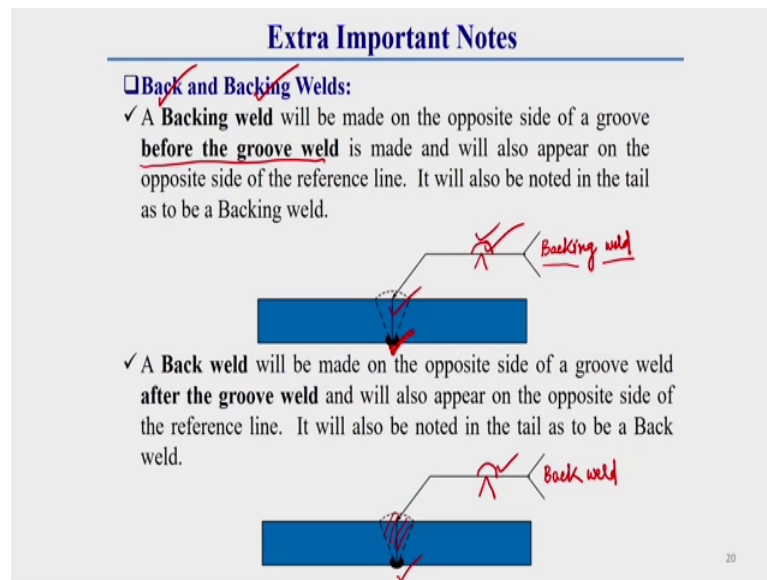 Extra Important Notes
❑Back and Backing Welds:
✓ A Backing weld will be made on the opposite side of a groove
before the groove weld is made and will also appear on the
opposite side of the reference line. It will also be noted in the tail
as to be a Backing weld.
Backing weld
✓ A Back weld will be made on the opposite side of a groove weld
after the groove weld and will also appear on the opposite side of
the reference line. It will also be noted in the tail as to be a Back
weld.
Back weld
20